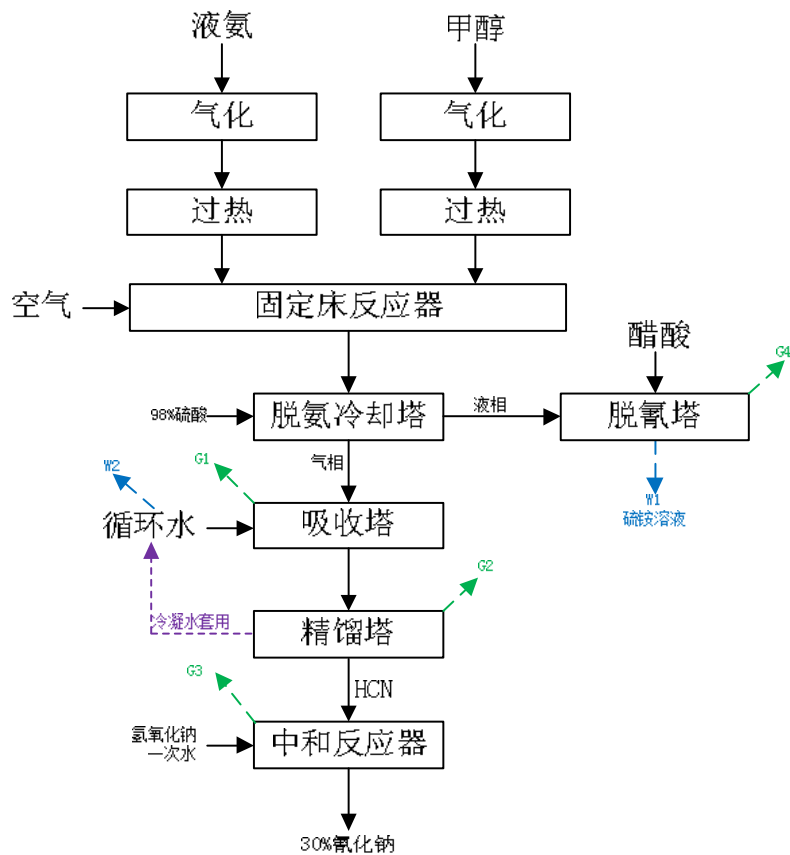 液氨
甲醇
气化
气化
过热
过热
空气
固定床反应器
醋酸
G4
98%硫酸
脱氨冷却塔
液相
脱氰塔
气相
G1
W2
W1
硫铵溶液
循环水
吸收塔
G2
冷凝水套用
精馏塔
G3
HCN
氢氧化钠
一次水
中和反应器
30%氰化钠